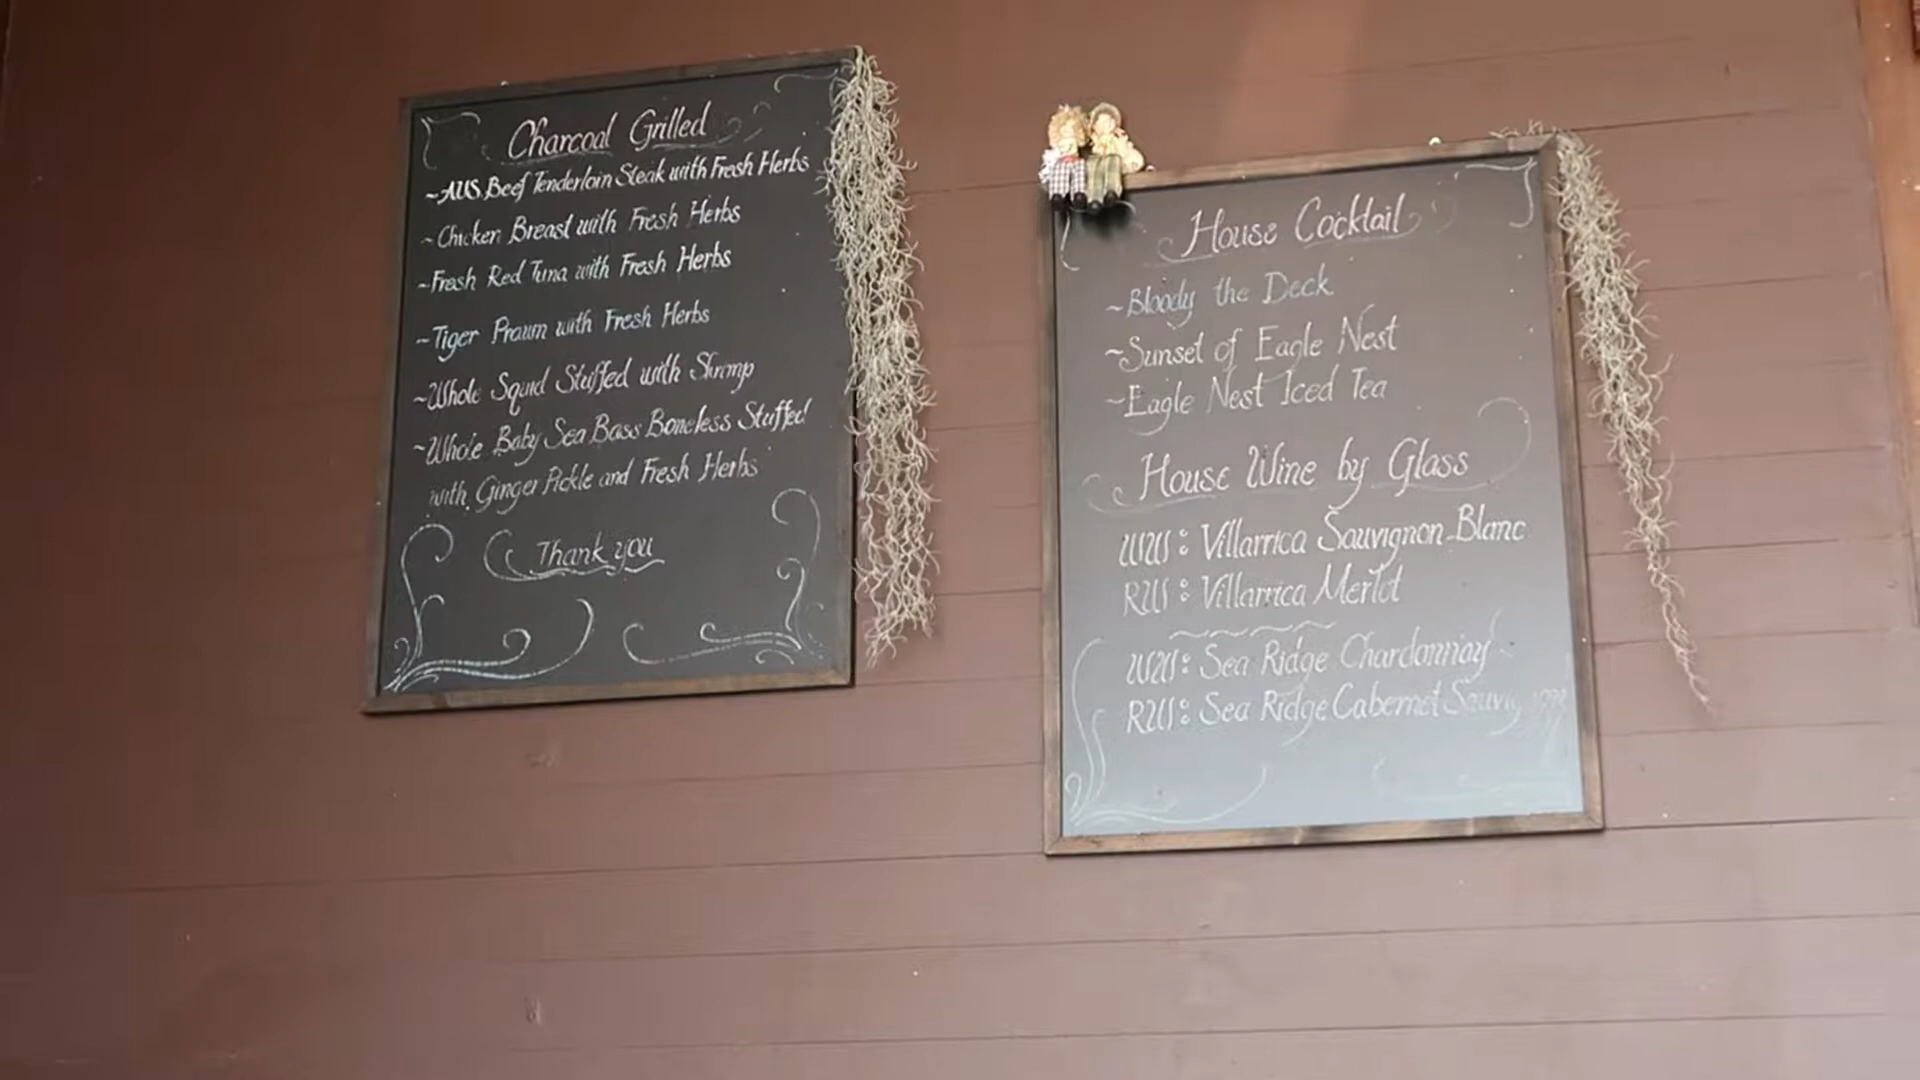 Charcoal Grilled
~AUS. Beef Tenderloin Steak with Fresh Herbs
~Chicken Breast with Fresh Herbs
~Fresh Red Tuna with Fresh Herbs
~Tiger Prawn with Fresh Herbs
~Whole Squid Stuffed with Shrimp
~Whole Baby Sea Bass Boneless Stuffed
with Ginger Pickle and Fresh Herbs
Thank you
House Cocktail
~Bloody the Deck
~Sunset of Eagle Nest
~Eagle Nest Iced Tea
House Wine by Glass
WW: Villarrica Sauvignon Blanc
RW: Villarrica Merlot
WW: Sea Ridge Chardonnay
RW: Sea Ridge Cabernet